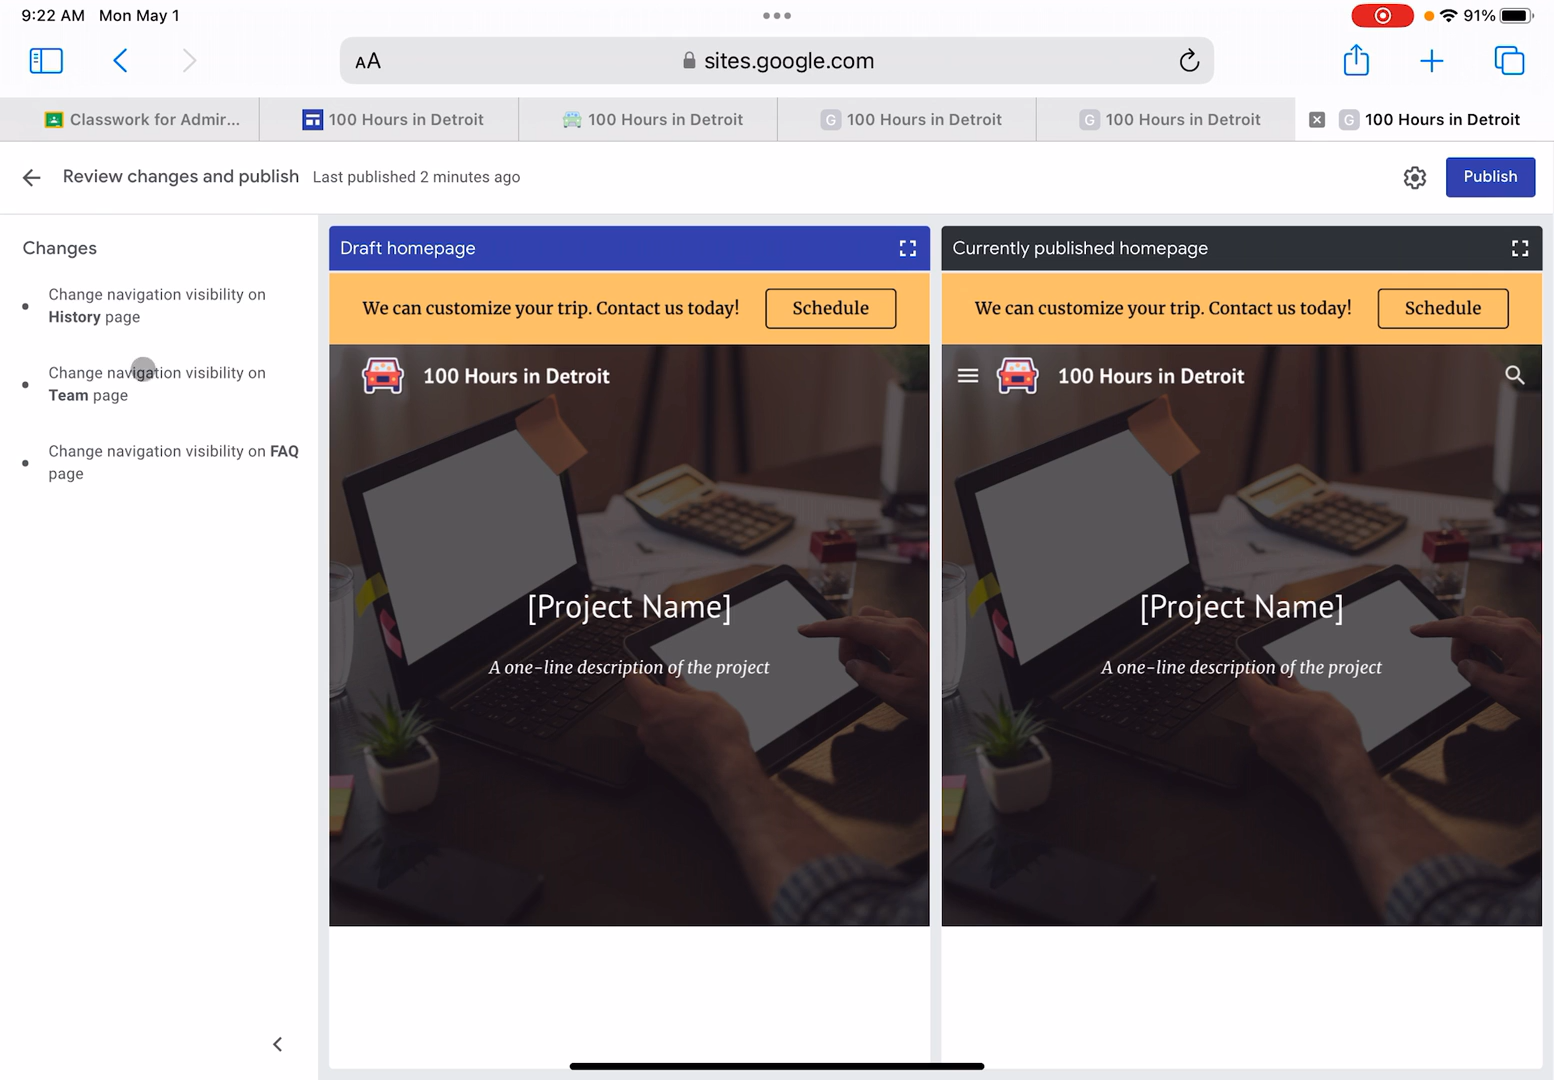 9:22 AM Mon May 1
91%
AA
sites.google.com
Classwork for Admir...
100 Hours in Detroit
100 Hours in Detroit
G 100 Hours in Detroit
G 100 Hours in Detroit
G 100 Hours in Detroit
Review changes and publish Last published 2 minutes ago
Publish
Changes
Change navigation visibility on
History page
Change navigation visibility on
Team page
Change navigation visibility on FAQ
page
Draft homepage
We can customize your trip. Contact us today! Schedule
100 Hours in Detroit
[Project Name]
A one-line description of the project
Currently published homepage
We can customize your trip. Contact us today! Schedule
100 Hours in Detroit
[Project Name]
A one-line description of the project